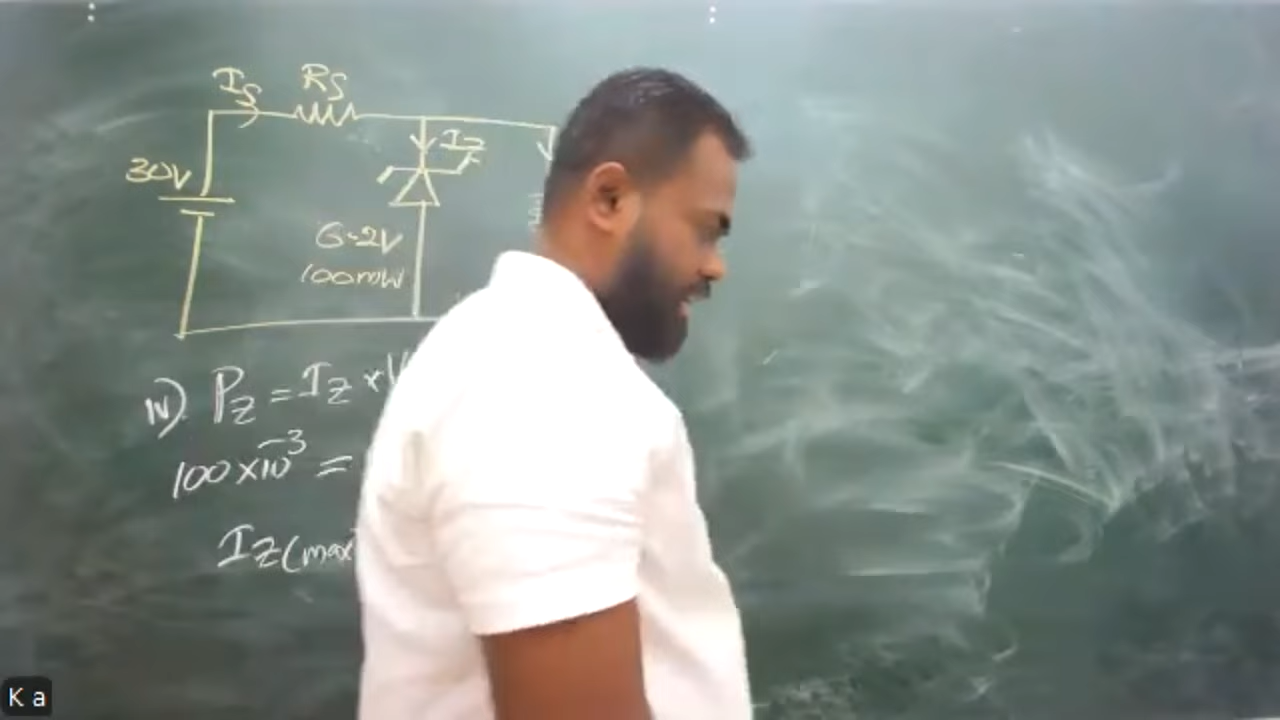 Is Rs
Iz
30V
6.2V
100mW
iv) Pz = Iz × V
100×10⁻³ =
Iz(max
K a